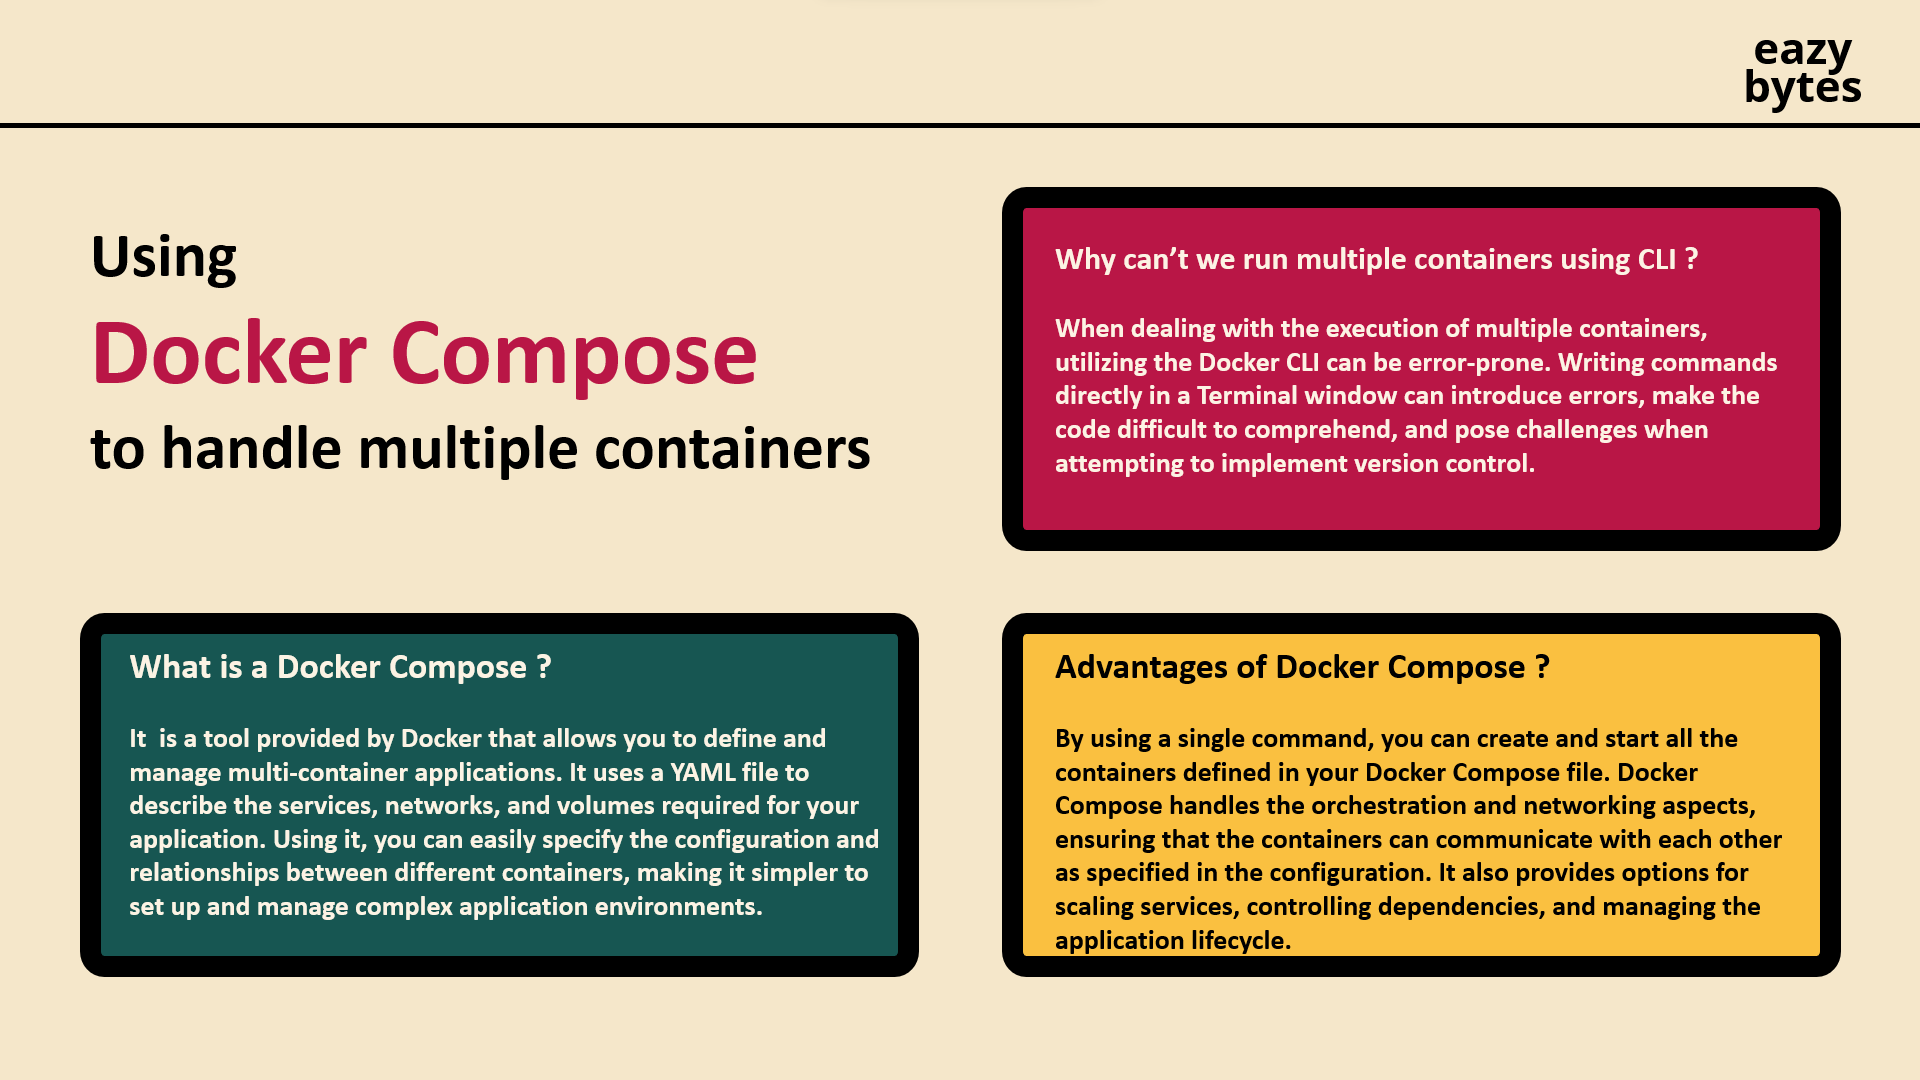 eazy
bytes
Using
Docker Compose
to handle multiple containers
Why can’t we run multiple containers using CLI ?
When dealing with the execution of multiple containers,
utilizing the Docker CLI can be error-prone. Writing commands
directly in a Terminal window can introduce errors, make the
code difficult to comprehend, and pose challenges when
attempting to implement version control.
What is a Docker Compose ?
It  is a tool provided by Docker that allows you to define and
manage multi-container applications. It uses a YAML file to
describe the services, networks, and volumes required for your
application. Using it, you can easily specify the configuration and
relationships between different containers, making it simpler to
set up and manage complex application environments.
Advantages of Docker Compose ?
By using a single command, you can create and start all the
containers defined in your Docker Compose file. Docker
Compose handles the orchestration and networking aspects,
ensuring that the containers can communicate with each other
as specified in the configuration. It also provides options for
scaling services, controlling dependencies, and managing the
application lifecycle.